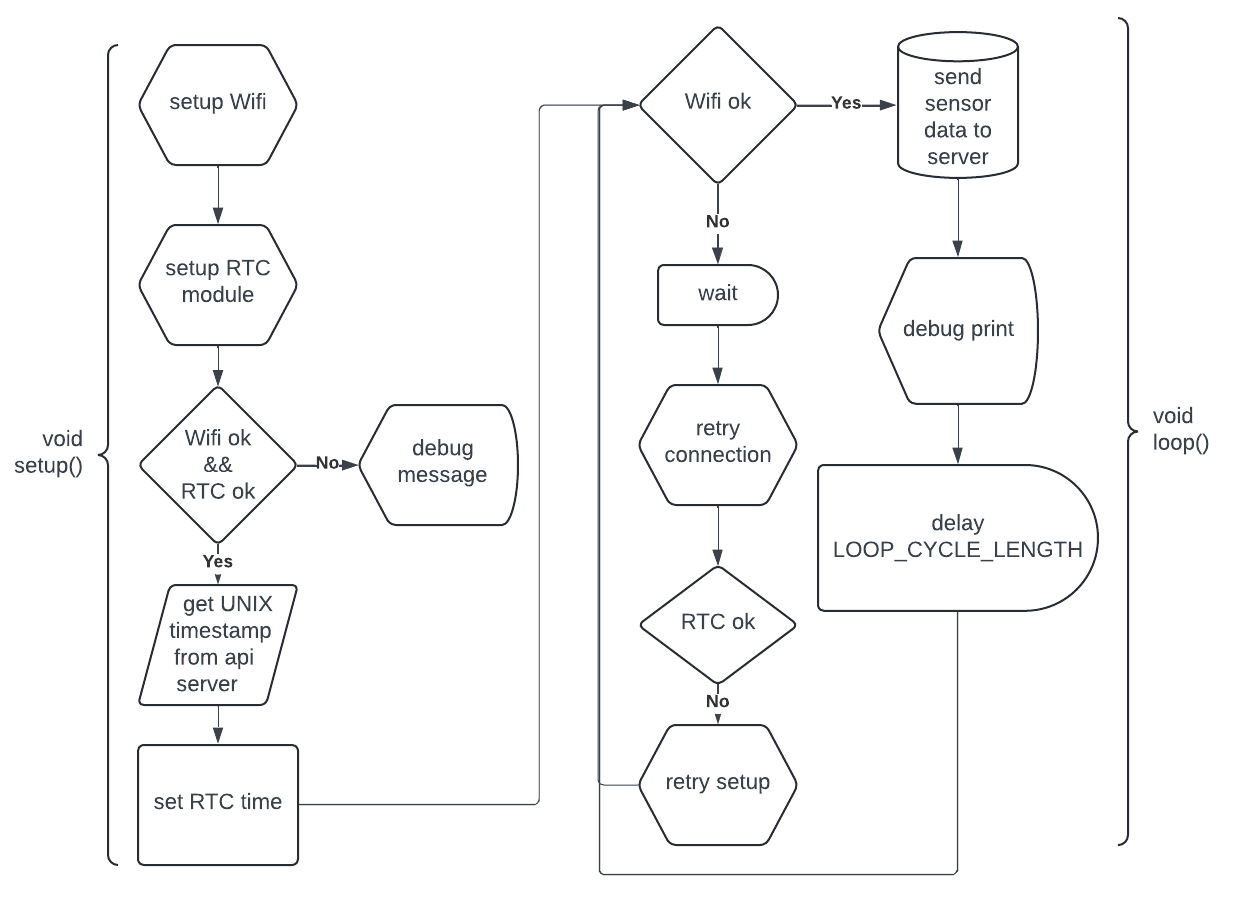 void
setup()
setup Wifi
setup RTC
module
Wifi ok
&&
RTC ok
No
debug
message
Yes
get UNIX
timestamp
from api
server
set RTC time
Wifi ok
Yes
send
sensor
data to
server
No
wait
debug print
retry
connection
delay
LOOP_CYCLE_LENGTH
RTC ok
No
retry setup
void
loop()